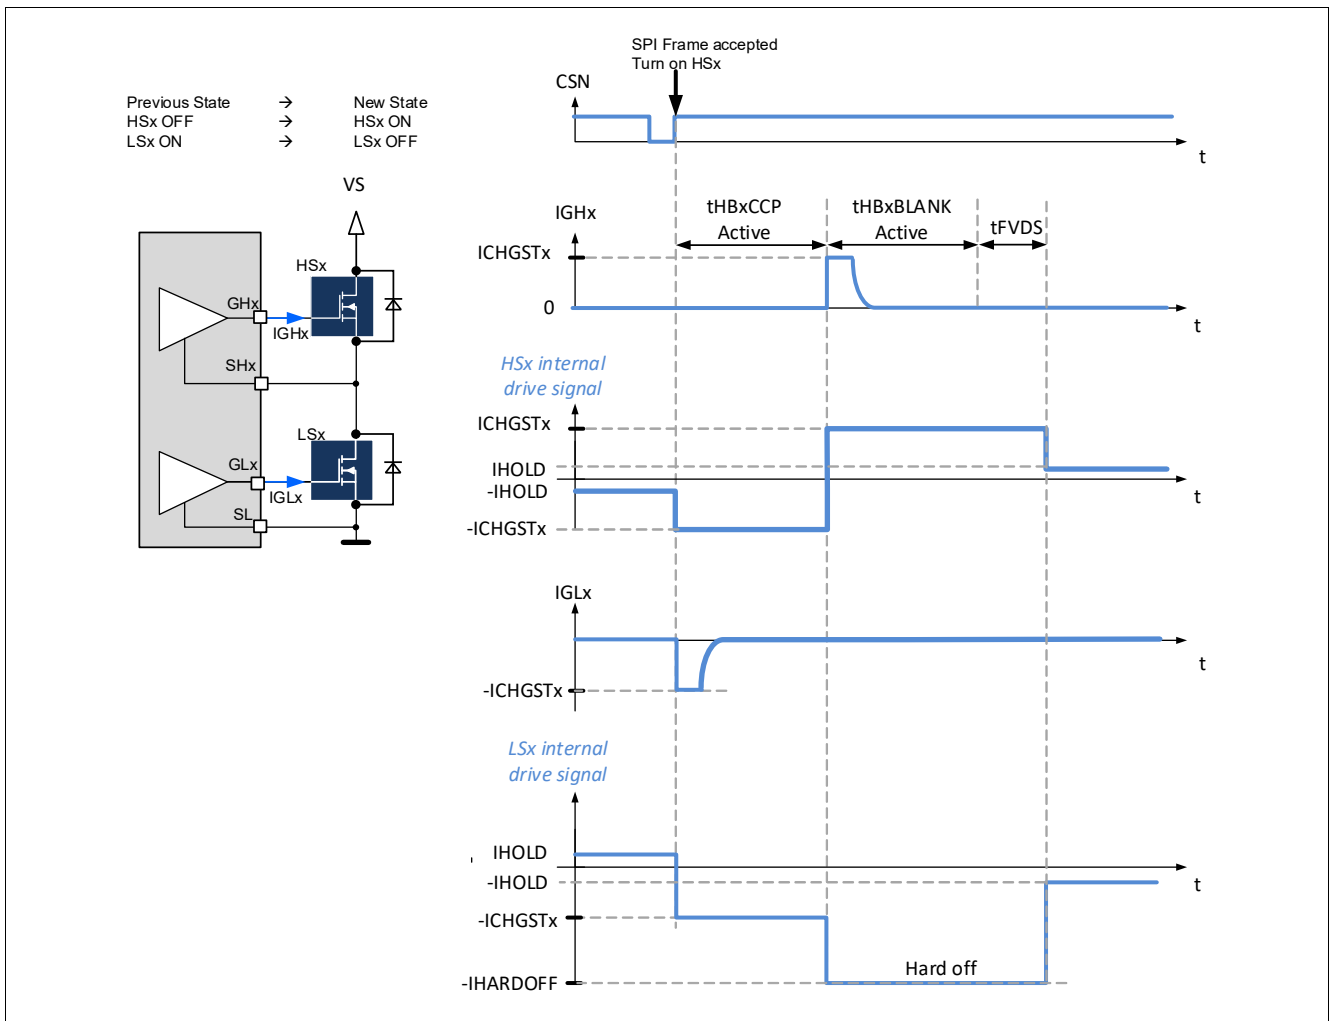 SPI Frame accepted
Turn on HSx
CSN
t
Previous State → New State
HSx OFF → HSx ON
LSx ON → LSx OFF
VS
HSx
GHx
IGHx
SHx
LSx
GLx
IGLx
SL
IGHx
tHBxCCP
Active
tHBxBLANK
Active
tFVDS
ICHGSTx
0
t
HSx internal
drive signal
ICHGSTx
IHOLD
-IHOLD
-ICHGSTx
t
IGLx
t
-ICHGSTx
LSx internal
drive signal
-
IHOLD
-IHOLD
t
-ICHGSTx
-IHARDOFF
Hard off